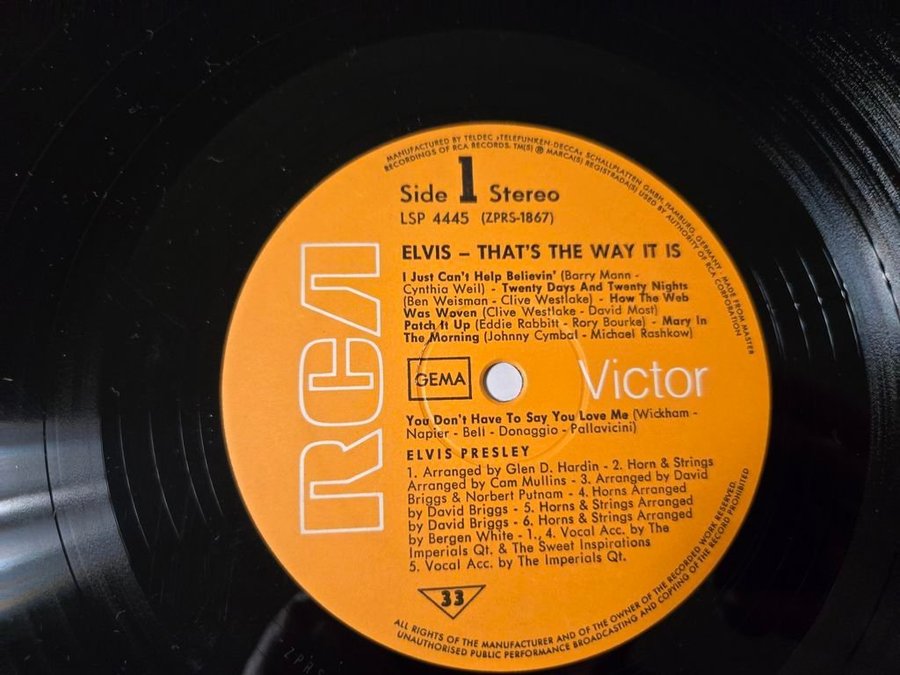 MANUFACTURED BY TELDEC »TELEFUNKEN-DECCA« SCHALLPLATTEN GMBH, HAMBURG, GERMANY, MADE FROM MASTER
RECORDINGS OF RCA RECORDS. TM(S) ® MARCA(S) REGISTRADA(S) USED BY AUTHORITY OF RCA CORPORATION
Side 1 Stereo
LSP 4445 (ZPRS-1867)
ELVIS – THAT'S THE WAY IT IS
I Just Can't Help Believin' (Barry Mann -
Cynthia Weil) - Twenty Days And Twenty Nights
(Ben Weisman - Clive Westlake) - How The Web
Was Woven (Clive Westlake - David Most)
Patch It Up (Eddie Rabbitt - Rory Bourke) - Mary In
The Morning (Johnny Cymbal - Michael Rashkow)
RCA
GEMA
Victor
You Don't Have To Say You Love Me (Wickham -
Napier - Bell - Donaggio - Pallavicini)
ELVIS PRESLEY
1. Arranged by Glen D. Hardin - 2. Horn & Strings
Arranged by Cam Mullins - 3. Arranged by David
Briggs & Norbert Putnam - 4. Horns Arranged
by David Briggs - 5. Horns & Strings Arranged
by David Briggs - 6. Horns & Strings Arranged
by Bergen White - 1., 4. Vocal Acc. by The
Imperials Qt. & The Sweet Inspirations
5. Vocal Acc. by The Imperials Qt.
33
ALL RIGHTS OF THE MANUFACTURER AND OF THE OWNER OF THE RECORDED WORK RESERVED.
UNAUTHORISED PUBLIC PERFORMANCE BROADCASTING AND COPYING OF THE RECORD PROHIBITED
ZPRS